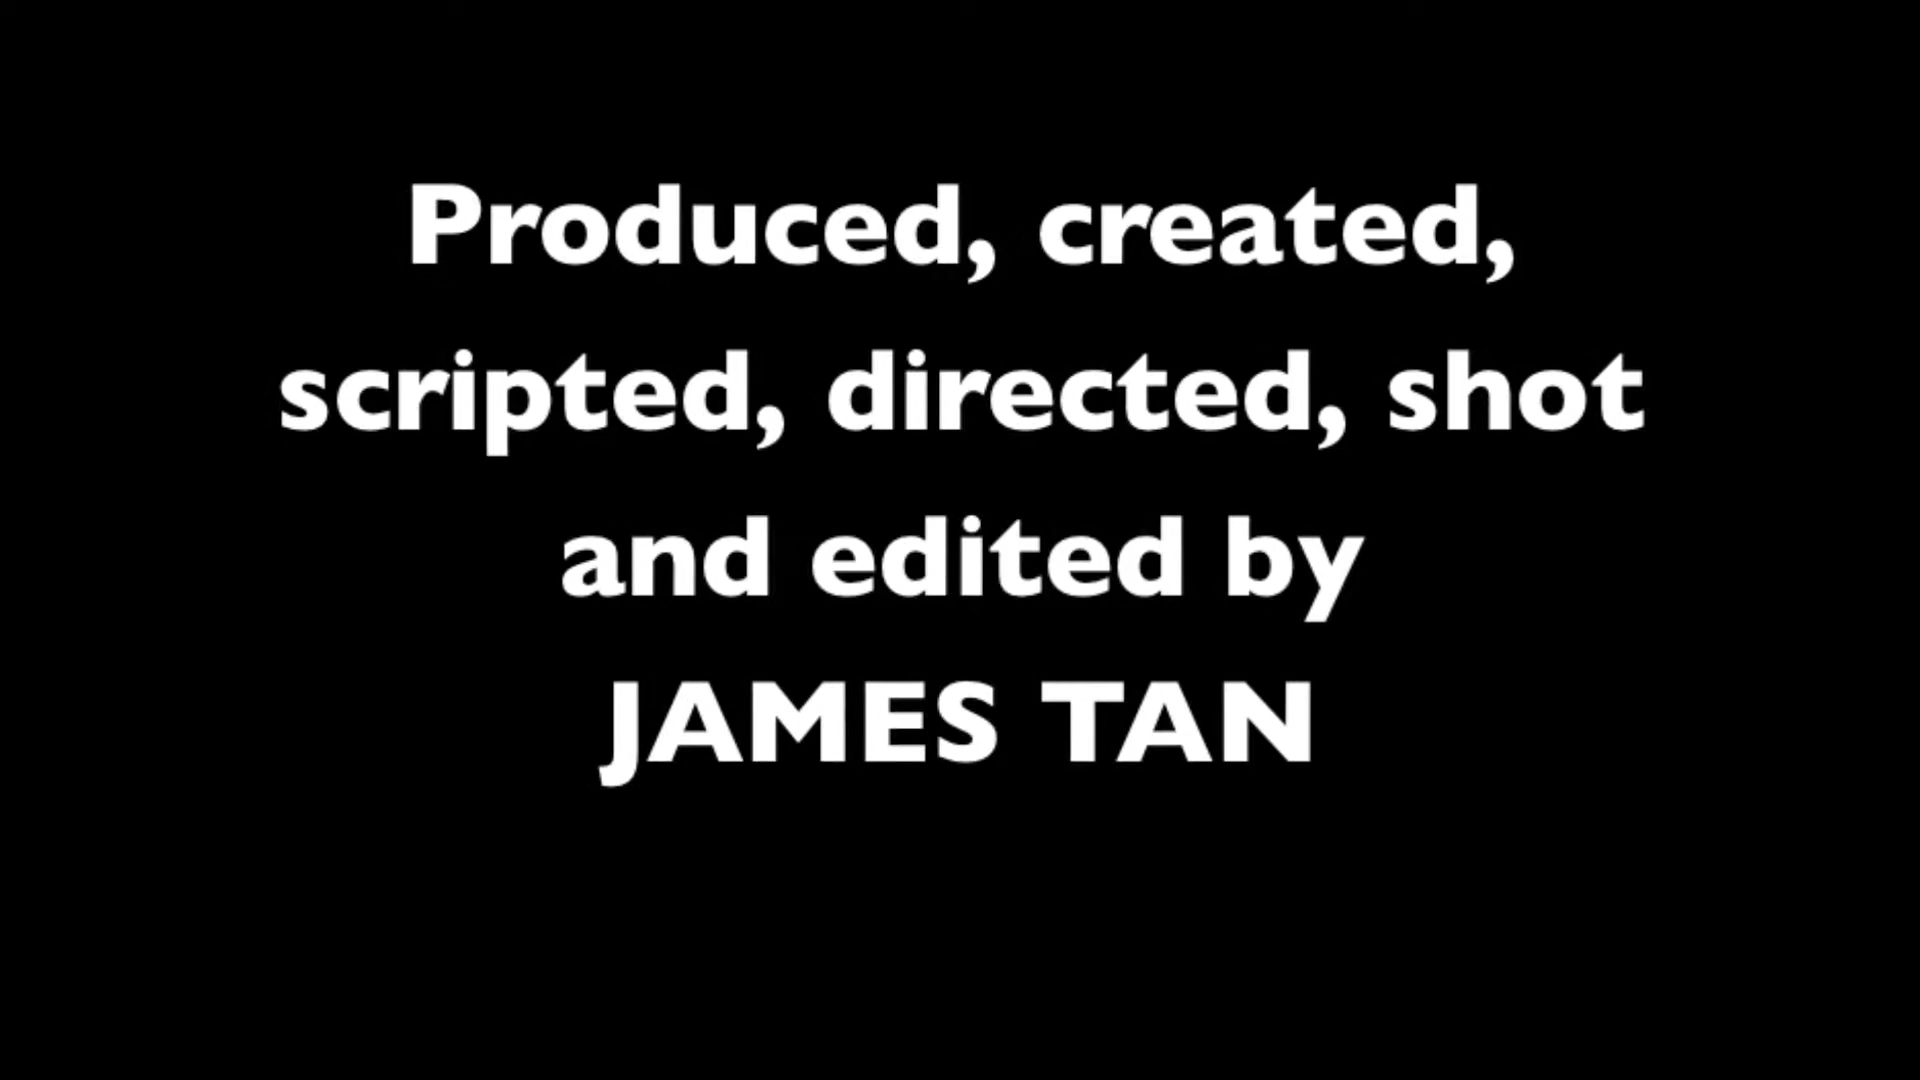 Produced, created,
scripted, directed, shot
and edited by
JAMES TAN